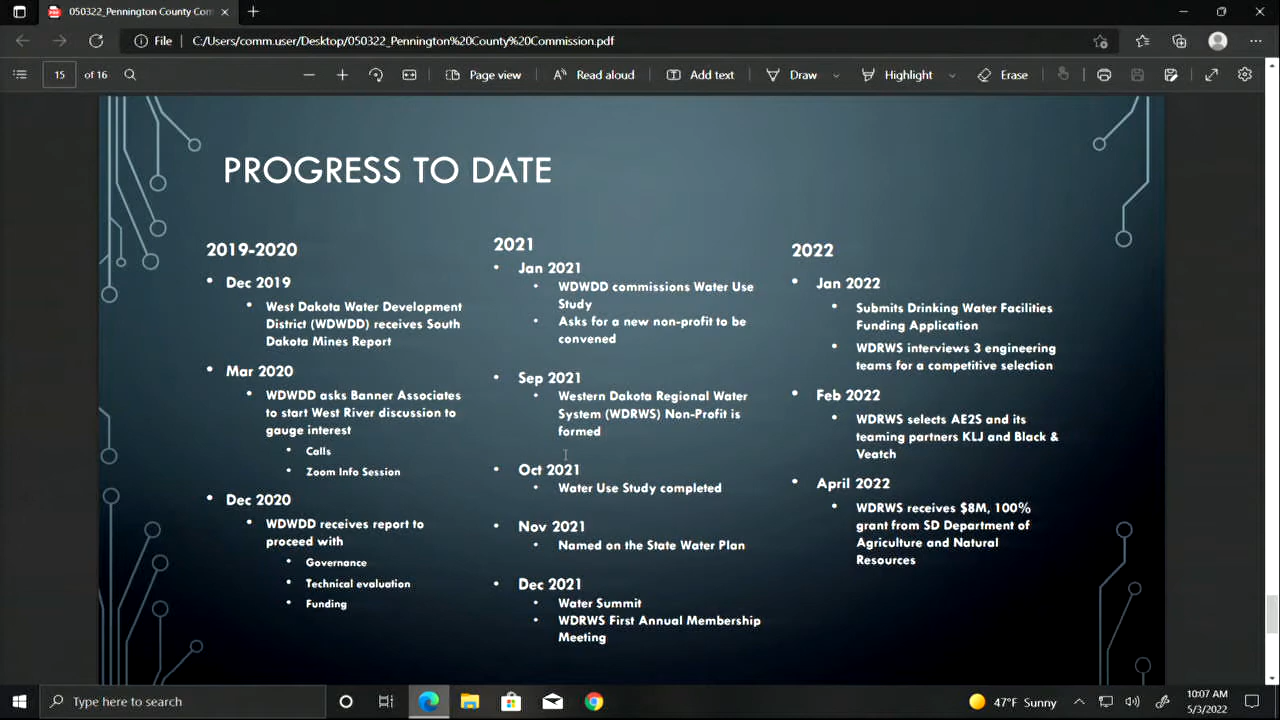 050322_Pennington County Com
File
C:/Users/comm.user/Desktop/050322_Pennington%20County%20Commission.pdf
15 of 16
Page view
Read aloud
Add text
Draw
Highlight
Erase
PROGRESS TO DATE
2019-2020
Dec 2019
West Dakota Water Development
District (WDWDD) receives South
Dakota Mines Report
Mar 2020
WDWDD asks Banner Associates
to start West River discussion to
gauge interest
Calls
Zoom Info Session
Dec 2020
WDWDD receives report to
proceed with
Governance
Technical evaluation
Funding
2021
Jan 2021
WDWDD commissions Water Use
Study
Asks for a new non-profit to be
convened
Sep 2021
Western Dakota Regional Water
System (WDRWS) Non-Profit is
formed
Oct 2021
Water Use Study completed
Nov 2021
Named on the State Water Plan
Dec 2021
Water Summit
WDRWS First Annual Membership
Meeting
2022
Jan 2022
Submits Drinking Water Facilities
Funding Application
WDRWS interviews 3 engineering
teams for a competitive selection
Feb 2022
WDRWS selects AE2S and its
teaming partners KLJ and Black &
Veatch
April 2022
WDRWS receives $8M, 100%
grant from SD Department of
Agriculture and Natural
Resources
Type here to search
47°F Sunny
10:07 AM
5/3/2022